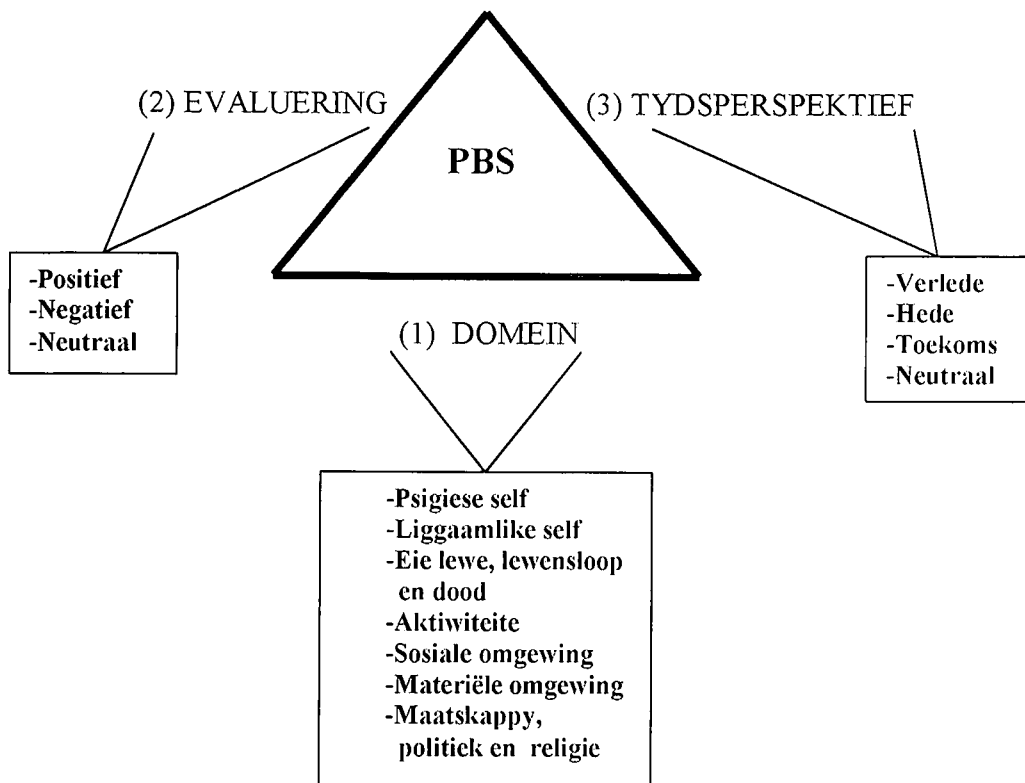 (2) EVALUERING
(3) TYDSPERSPEKTIEF
PBS
-Positief
-Negatief
-Neutraal
-Verlede
-Hede
-Toekoms
-Neutraal
(1) DOMEIN
-Psigiese self
-Liggaamlike self
-Eie lewe, lewensloop
en dood
-Aktiwiteite
-Sosiale omgewing
-Materiële omgewing
-Maatskappy,
politiek en religie